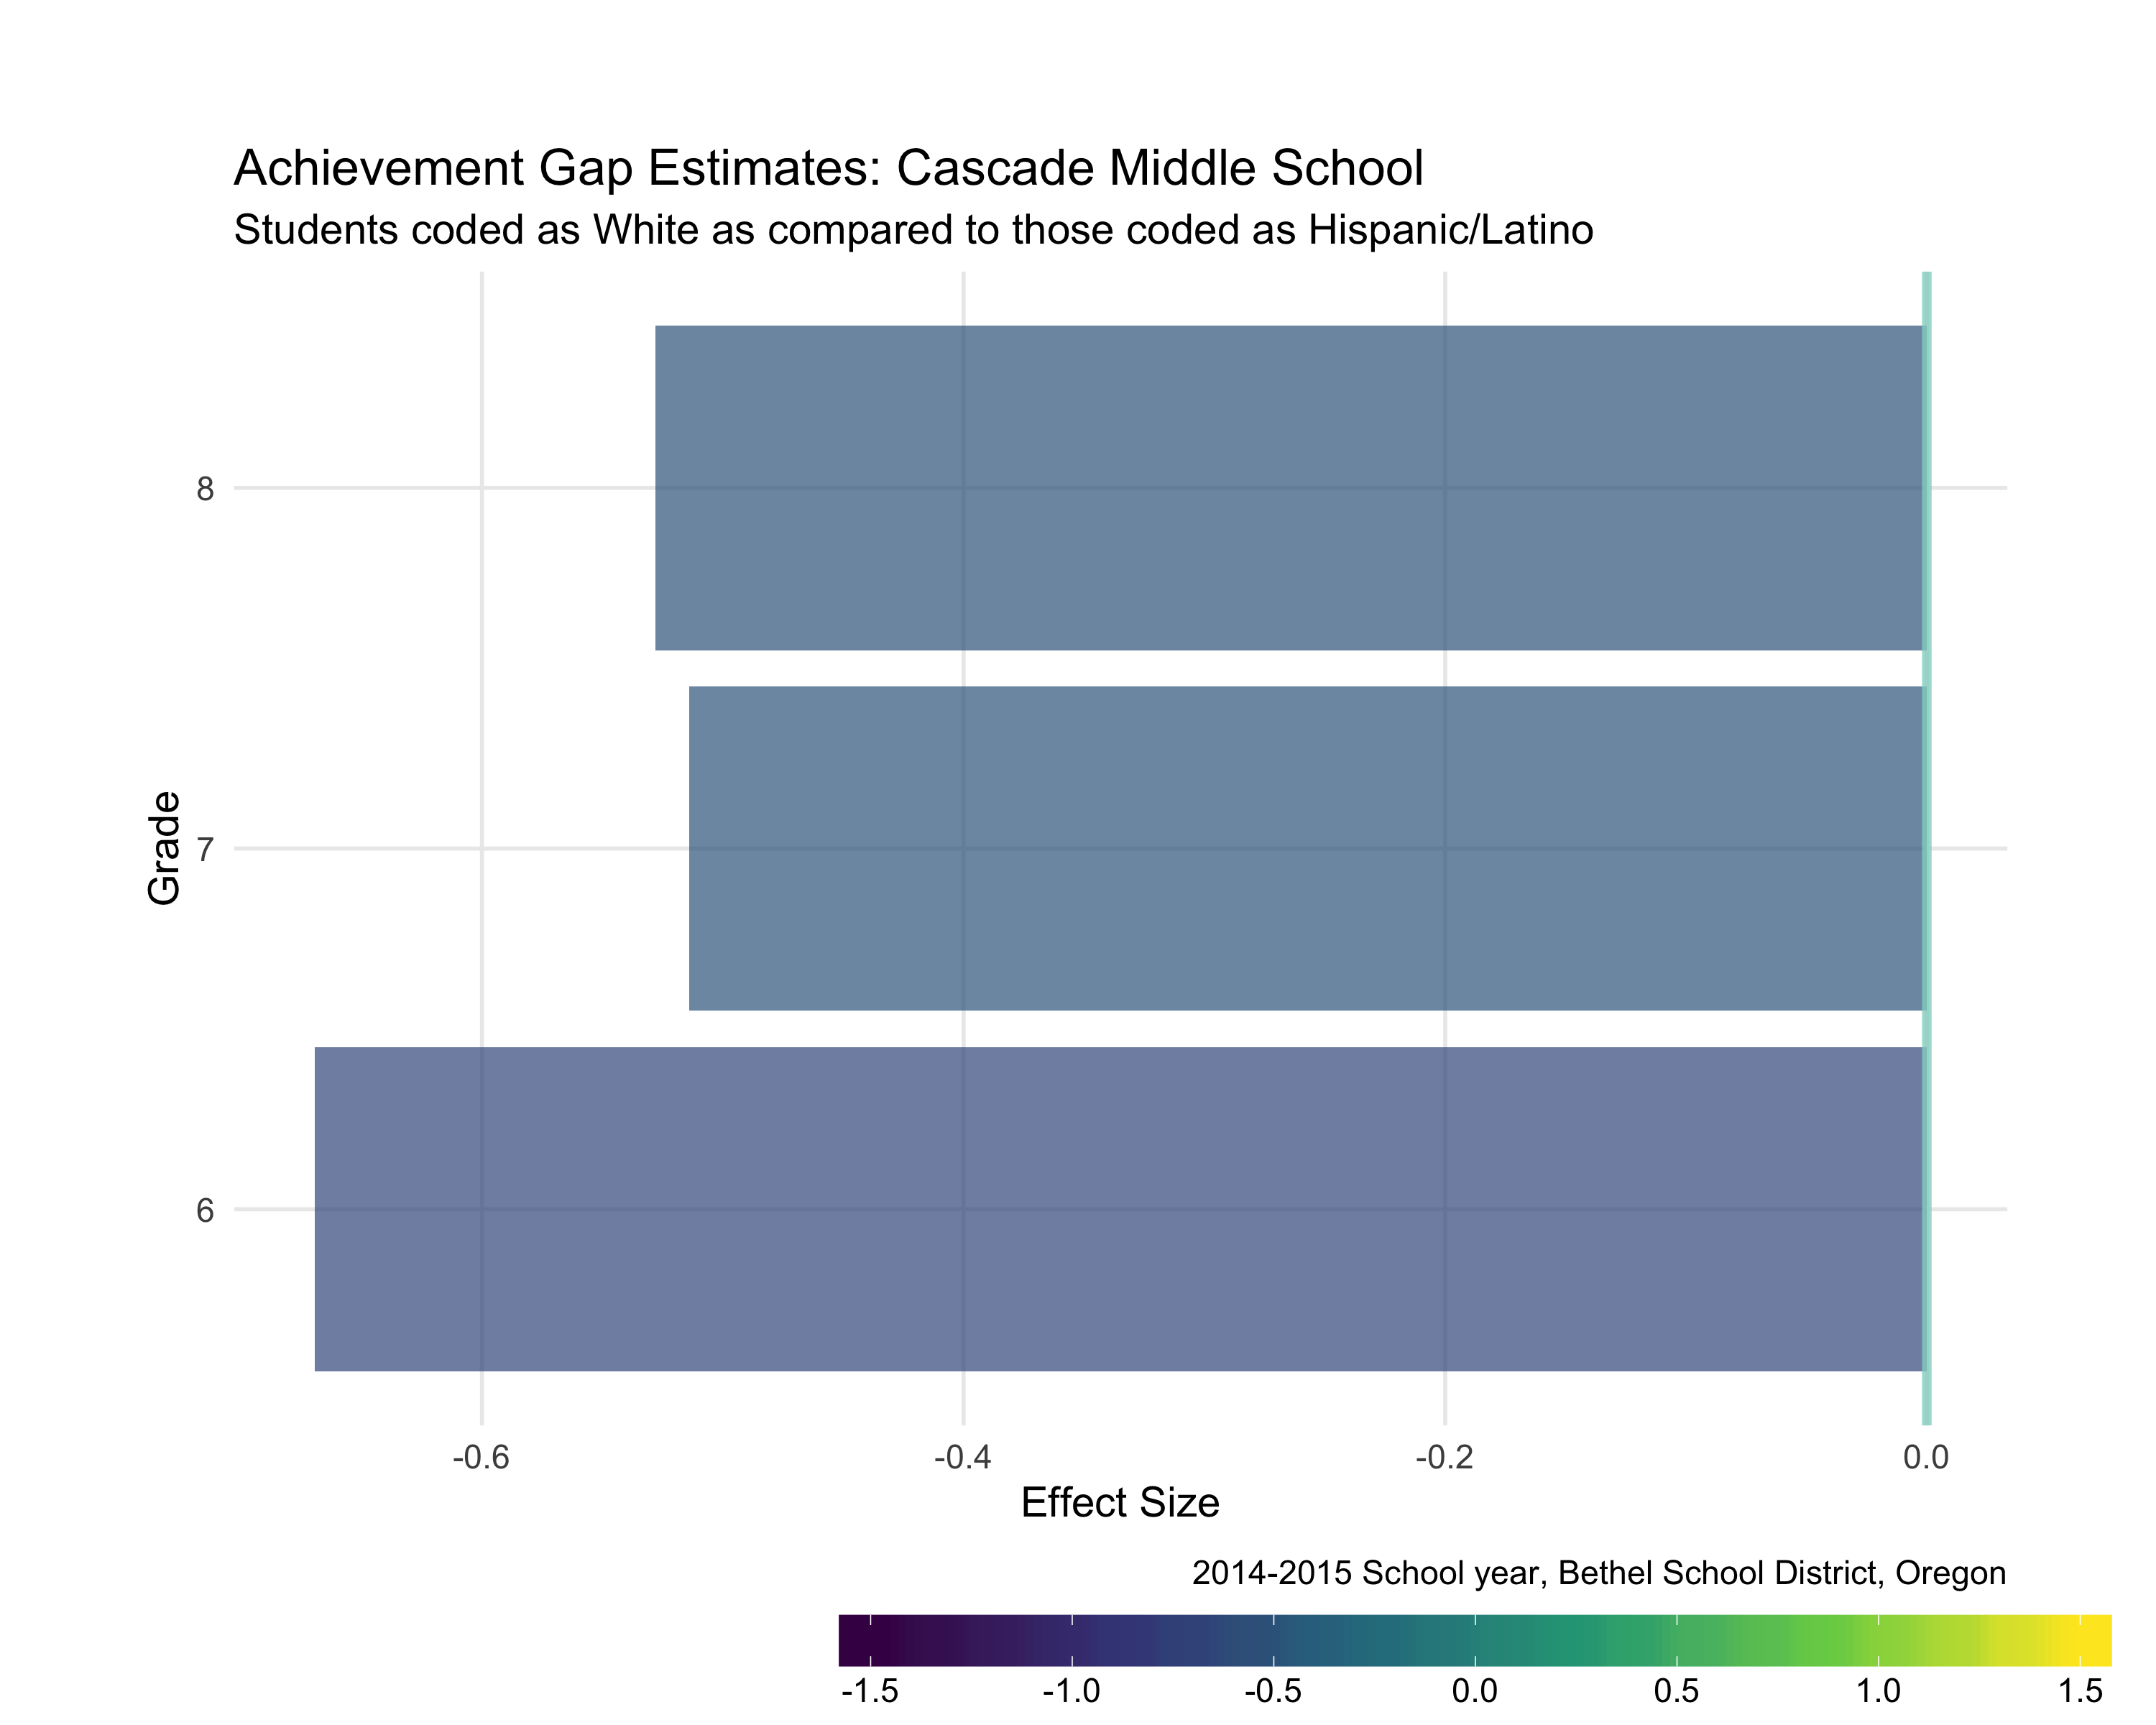 Achievement Gap Estimates: Cascade Middle School
Students coded as White as compared to those coded as Hispanic/Latino
8
7
6
Grade
-0.6 -0.4 -0.2 0.0
Effect Size
2014-2015 School year, Bethel School District, Oregon
-1.5 -1.0 -0.5 0.0 0.5 1.0 1.5